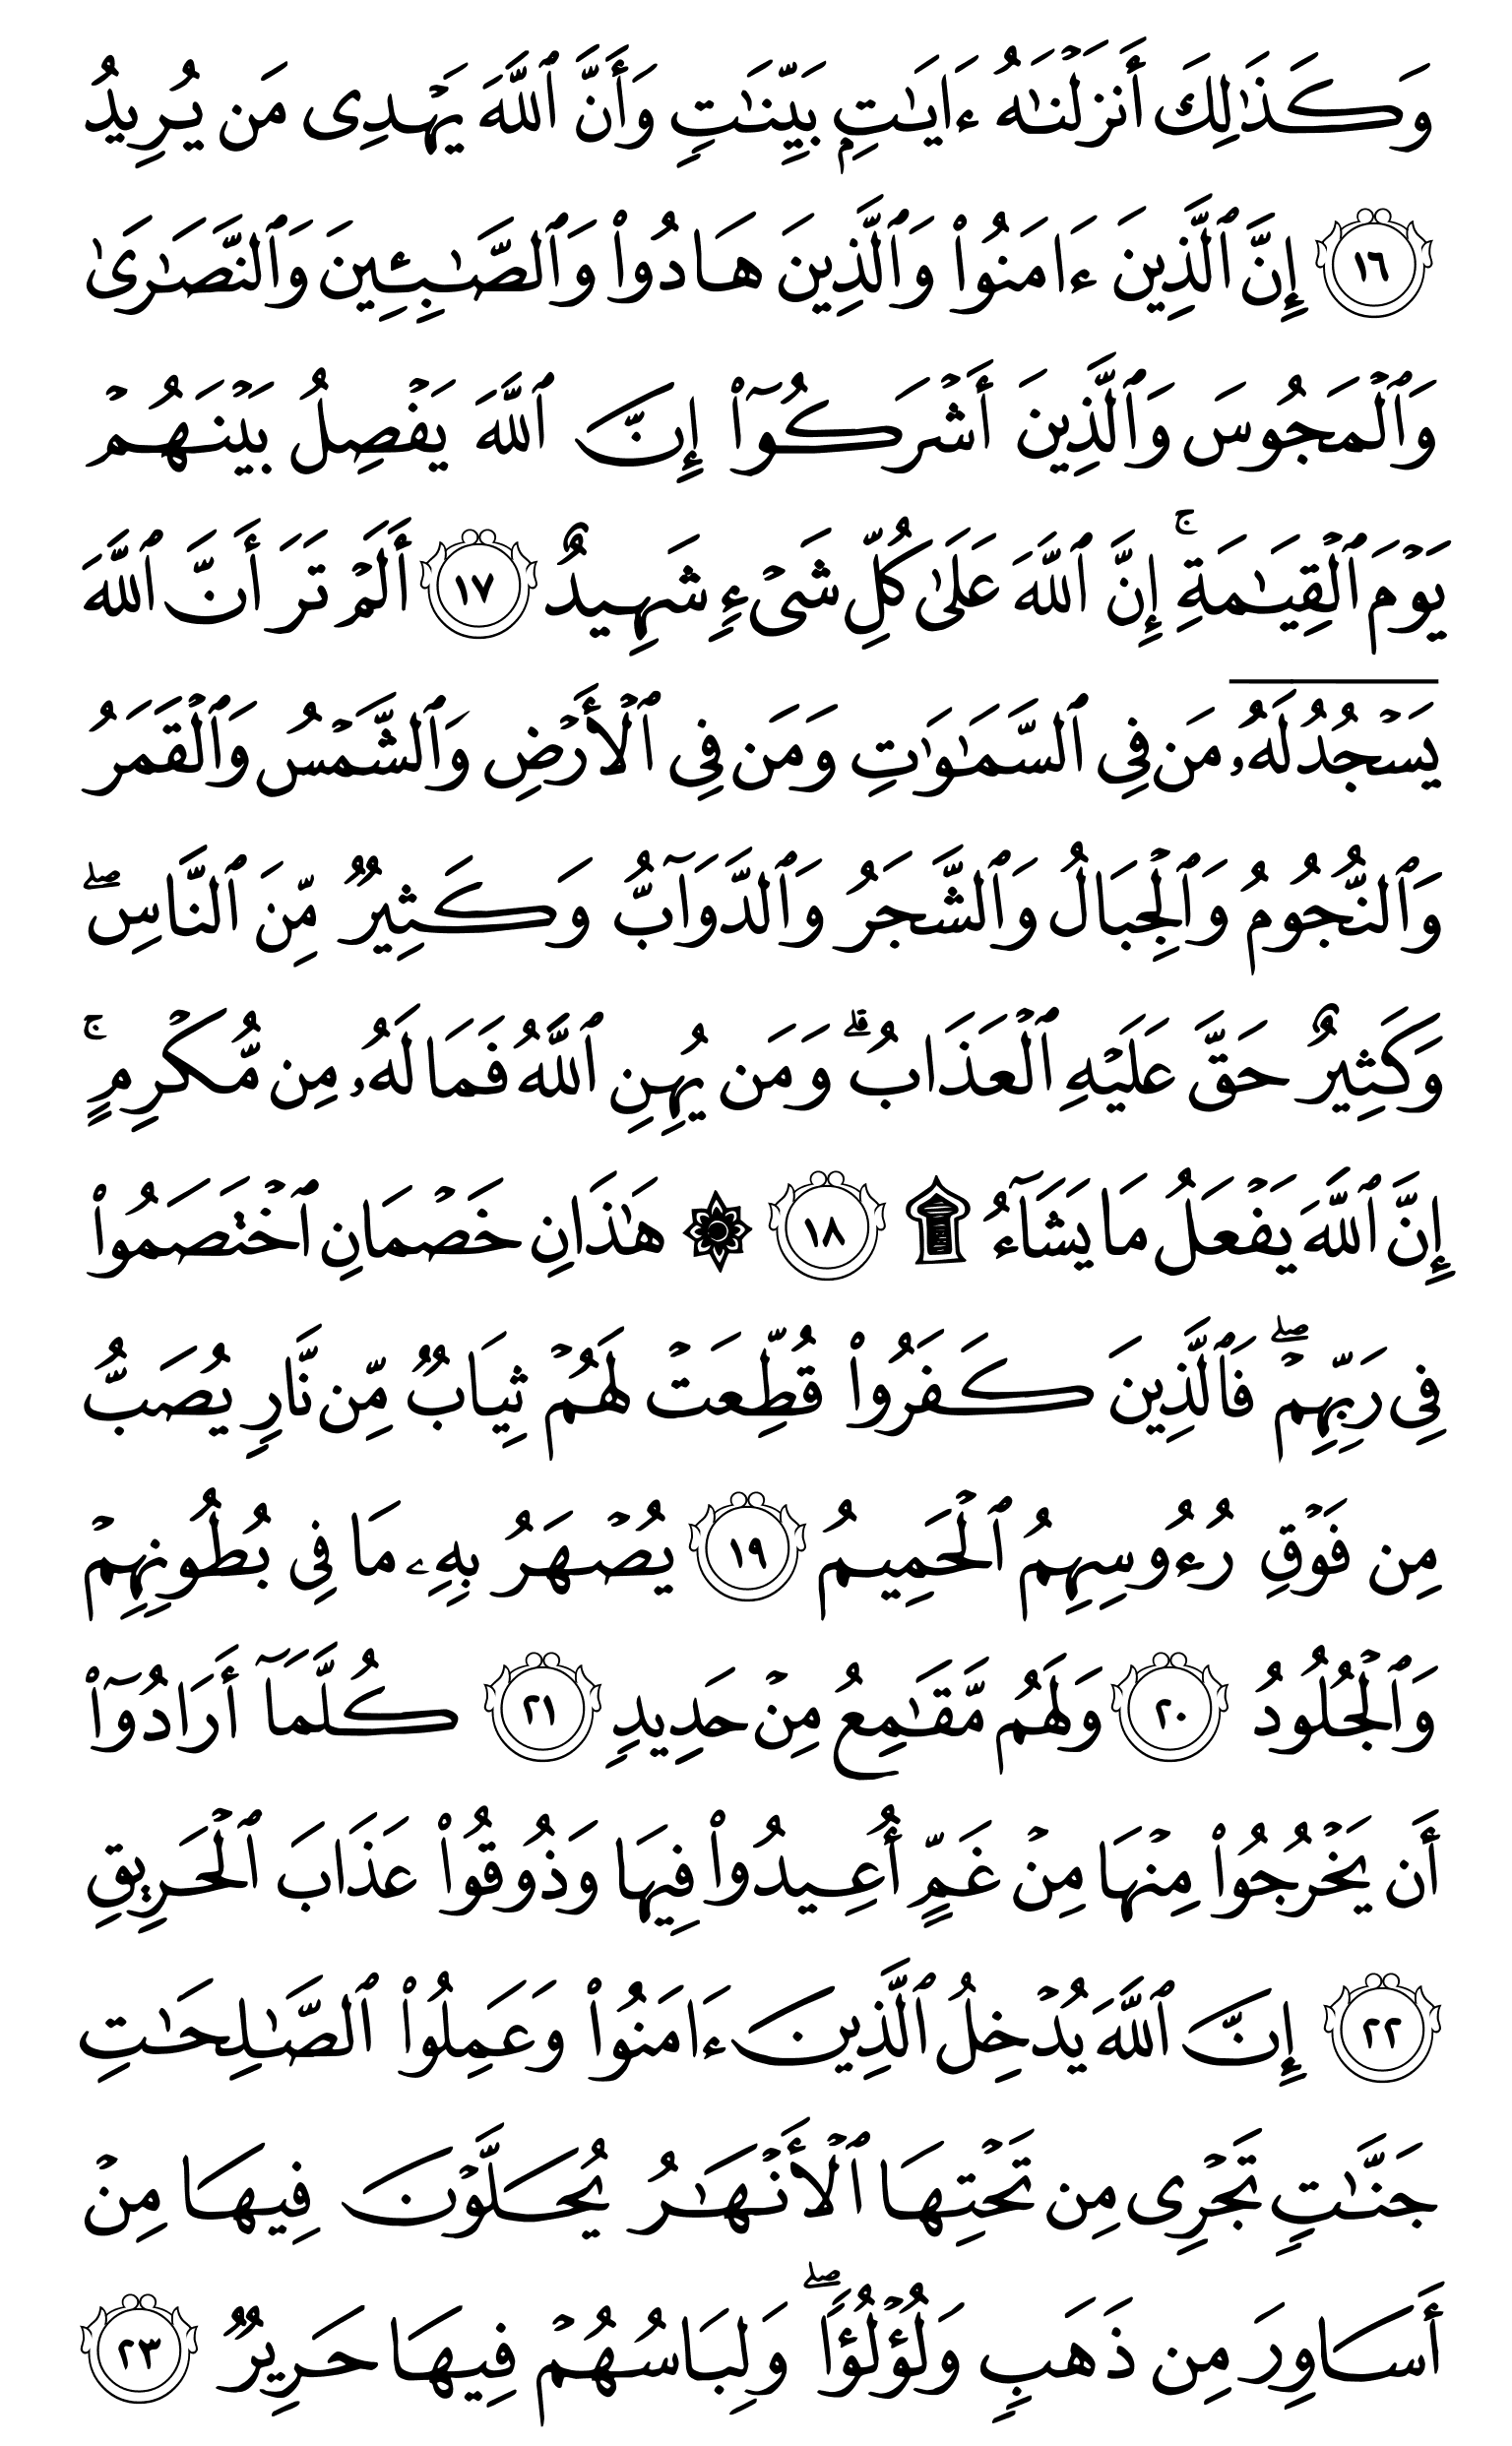 وَكَذَٰلِكَ أَنزَلْنَٰهُ ءَايَٰتٍۭ بَيِّنَٰتٍ وَأَنَّ ٱللَّهَ يَهْدِى مَن يُرِيدُ
١٦ إِنَّ ٱلَّذِينَ ءَامَنُوا۟ وَٱلَّذِينَ هَادُوا۟ وَٱلصَّٰبِـِٔينَ وَٱلنَّصَٰرَىٰ
وَٱلْمَجُوسَ وَٱلَّذِينَ أَشْرَكُوٓا۟ إِنَّ ٱللَّهَ يَفْصِلُ بَيْنَهُمْ
يَوْمَ ٱلْقِيَٰمَةِ ۚ إِنَّ ٱللَّهَ عَلَىٰ كُلِّ شَىْءٍ شَهِيدٌ ١٧ أَلَمْ تَرَ أَنَّ ٱللَّهَ
يَسْجُدُ لَهُۥ مَن فِى ٱلسَّمَٰوَٰتِ وَمَن فِى ٱلْأَرْضِ وَٱلشَّمْسُ وَٱلْقَمَرُ
وَٱلنُّجُومُ وَٱلْجِبَالُ وَٱلشَّجَرُ وَٱلدَّوَآبُّ وَكَثِيرٌ مِّنَ ٱلنَّاسِ ۖ
وَكَثِيرٌ حَقَّ عَلَيْهِ ٱلْعَذَابُ ۗ وَمَن يُهِنِ ٱللَّهُ فَمَا لَهُۥ مِن مُّكْرِمٍ ۚ
إِنَّ ٱللَّهَ يَفْعَلُ مَا يَشَآءُ ۩ ١٨ ۞ هَٰذَانِ خَصْمَانِ ٱخْتَصَمُوا۟
فِى رَبِّهِمْ ۖ فَٱلَّذِينَ كَفَرُوا۟ قُطِّعَتْ لَهُمْ ثِيَابٌ مِّن نَّارٍ يُصَبُّ
مِن فَوْقِ رُءُوسِهِمُ ٱلْحَمِيمُ ١٩ يُصْهَرُ بِهِۦ مَا فِى بُطُونِهِمْ
وَٱلْجُلُودُ ٢٠ وَلَهُم مَّقَٰمِعُ مِنْ حَدِيدٍ ٢١ كُلَّمَآ أَرَادُوٓا۟
أَن يَخْرُجُوا۟ مِنْهَا مِنْ غَمٍّ أُعِيدُوا۟ فِيهَا وَذُوقُوا۟ عَذَابَ ٱلْحَرِيقِ
٢٢ إِنَّ ٱللَّهَ يُدْخِلُ ٱلَّذِينَ ءَامَنُوا۟ وَعَمِلُوا۟ ٱلصَّٰلِحَٰتِ
جَنَّٰتٍ تَجْرِى مِن تَحْتِهَا ٱلْأَنْهَٰرُ يُحَلَّوْنَ فِيهَا مِنْ
أَسَاوِرَ مِن ذَهَبٍ وَلُؤْلُؤًا ۖ وَلِبَاسُهُمْ فِيهَا حَرِيرٌ ٢٣